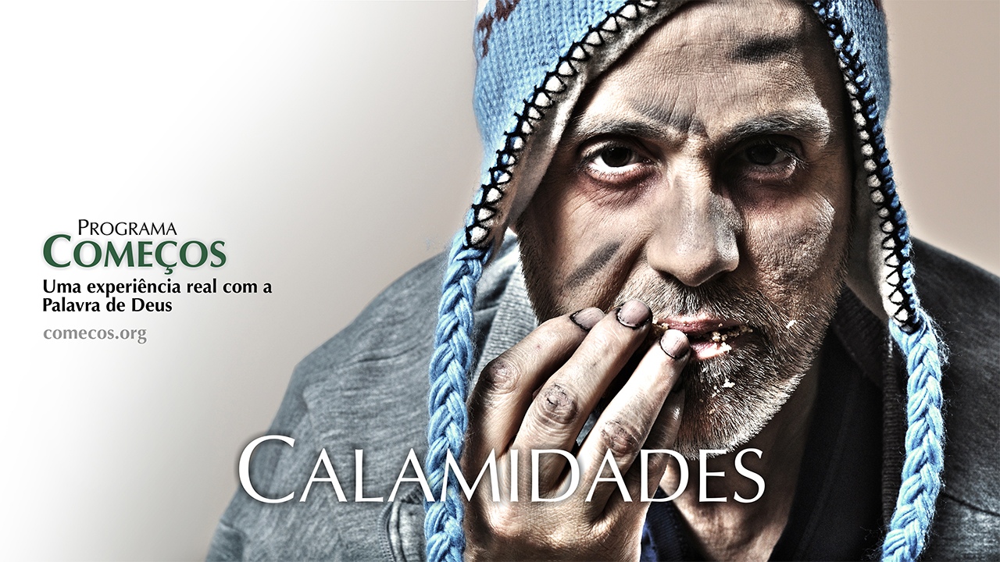 Programa
Começos
Uma experiência real com a
Palavra de Deus
comecos.org
Calamidades